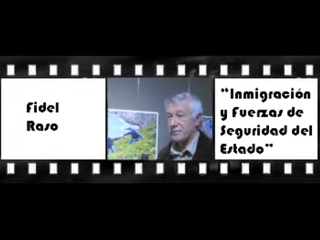 Fidel
Raso
"Inmigración
y Fuerzas de
Seguridad del
Estado"